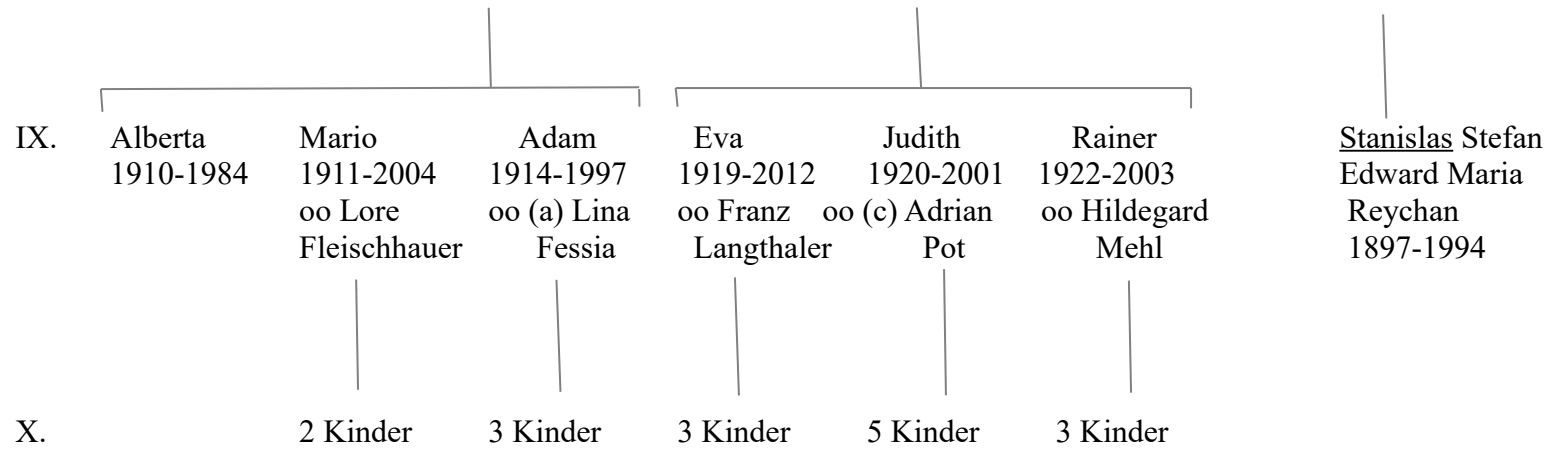 IX. Alberta Mario Adam Eva Judith Rainer Stanislas Stefan
1910-1984 1911-2004 1914-1997 1919-2012 1920-2001 1922-2003 Edward Maria
oo Lore oo (a) Lina oo Franz oo (c) Adrian oo Hildegard Reychan
Fleischhauer Fessia Langthaler Pot Mehl 1897-1994
X. 2 Kinder 3 Kinder 3 Kinder 5 Kinder 3 Kinder